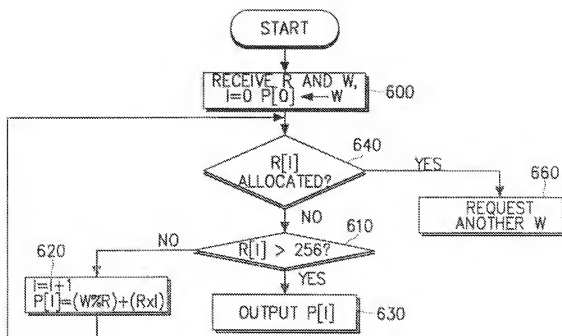 START
RECEIVE R AND W,
I=0 P[0] ← W
600
640
R[I]
ALLOCATED?
YES
660
REQUEST
ANOTHER W
NO
610
R[I] > 256?
NO
620
I=I+1
P[I]=(W%R)+(RxI)
YES
OUTPUT P[I]
630